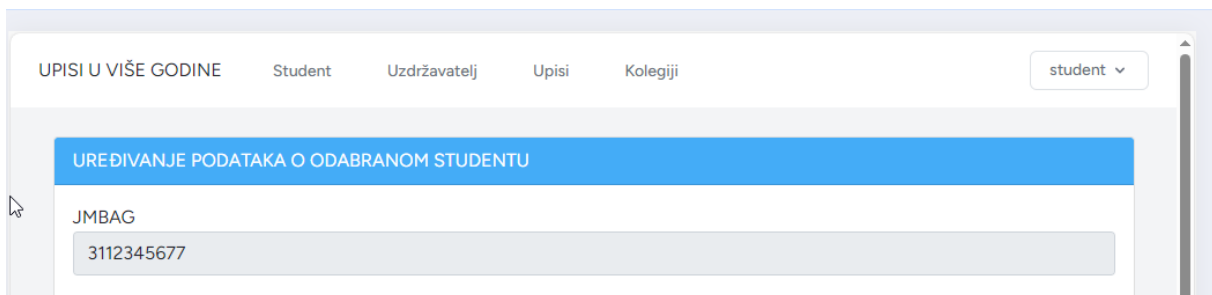 UPISI U VIŠE GODINE Student Uzdržavatelj Upisi Kolegiji student
UREĐIVANJE PODATAKA O ODABRANOM STUDENTU
JMBAG
3112345677